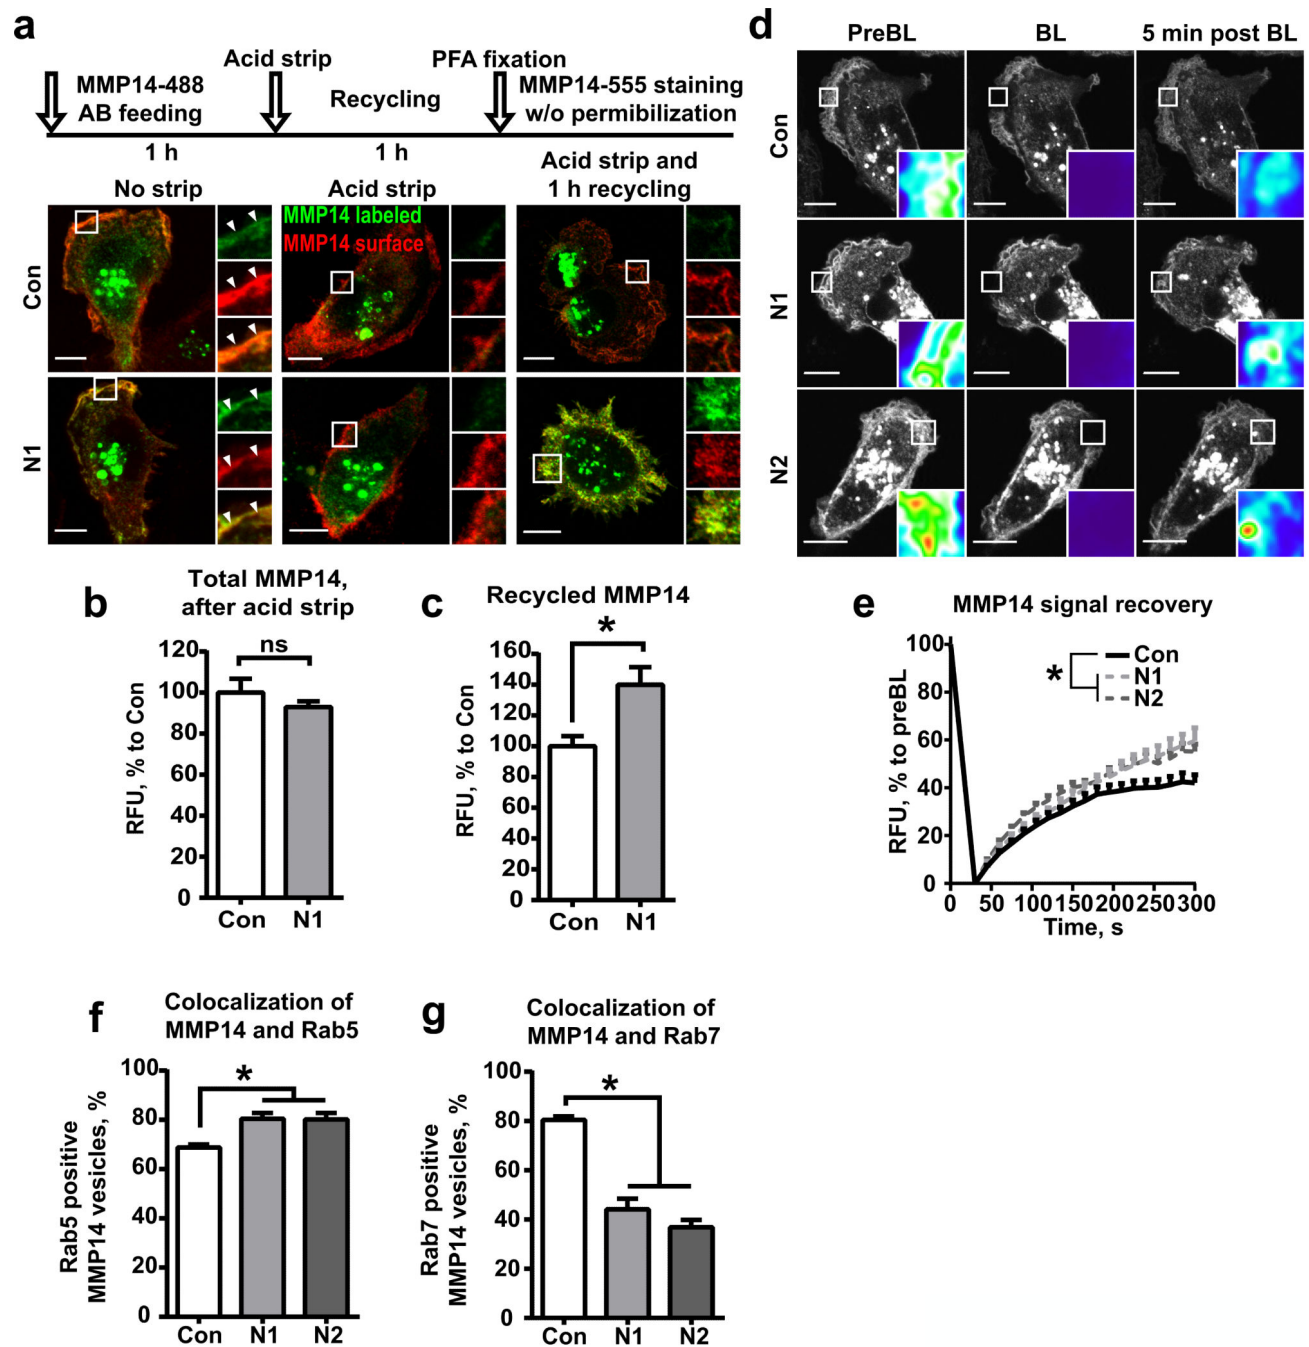 a
Acid strip
PFA fixation
MMP14-488
AB feeding
Recycling
MMP14-555 staining
w/o permibilization
1 h
1 h
No strip
Acid strip
Acid strip and
1 h recycling
MMP14 labeled
MMP14 surface
Con
N1
d
PreBL
BL
5 min post BL
Con
N1
N2
b
Total MMP14,
after acid strip
ns
RFU, % to Con
120
100
80
60
40
20
0
Con
N1
c
Recycled MMP14
*
RFU, % to Con
160
140
120
100
80
60
40
20
0
Con
N1
e
MMP14 signal recovery
Con
* N1
N2
RFU, % to preBL
100
80
60
40
20
0
0 50 100 150 200 250 300
Time, s
f
Colocalization of
MMP14 and Rab5
*
Rab5 positive
MMP14 vesicles, %
100
80
60
40
20
0
Con N1 N2
g
Colocalization of
MMP14 and Rab7
*
Rab7 positive
MMP14 vesicles, %
100
80
60
40
20
0
Con N1 N2